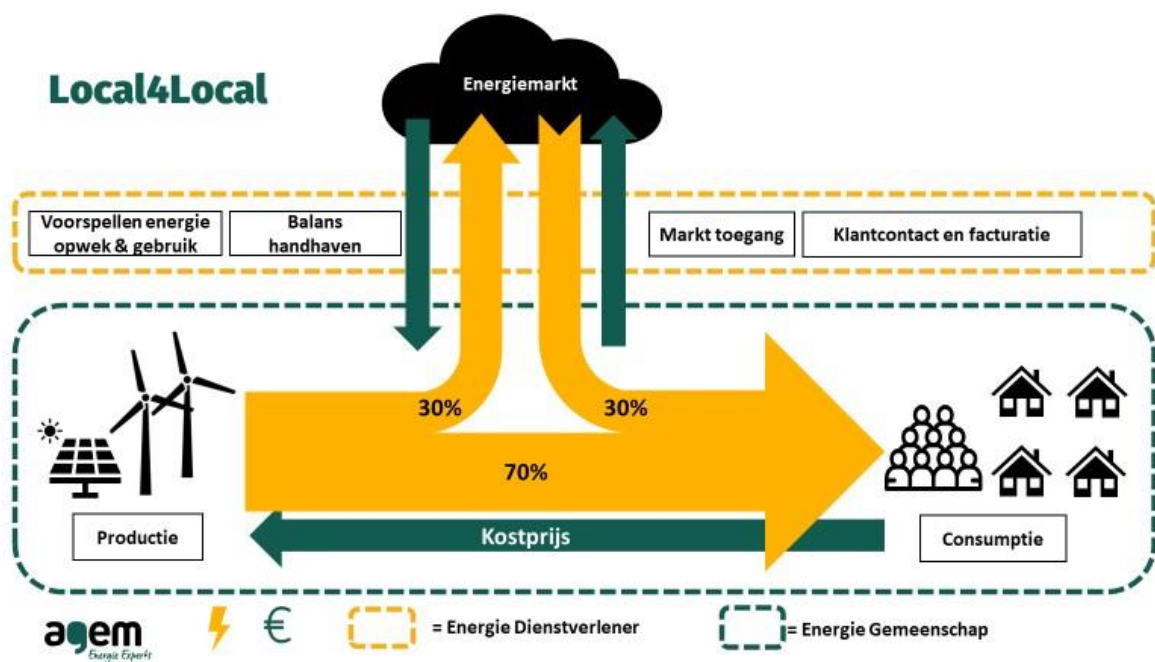 Local4Local
Energiemarkt
Voorspellen energie
opwek & gebruik
Balans
handhaven
Markt toegang
Klantcontact en facturatie
30%
30%
70%
Kostprijs
Productie
Consumptie
agem
Energie Experts
€
= Energie Dienstverlener
= Energie Gemeenschap